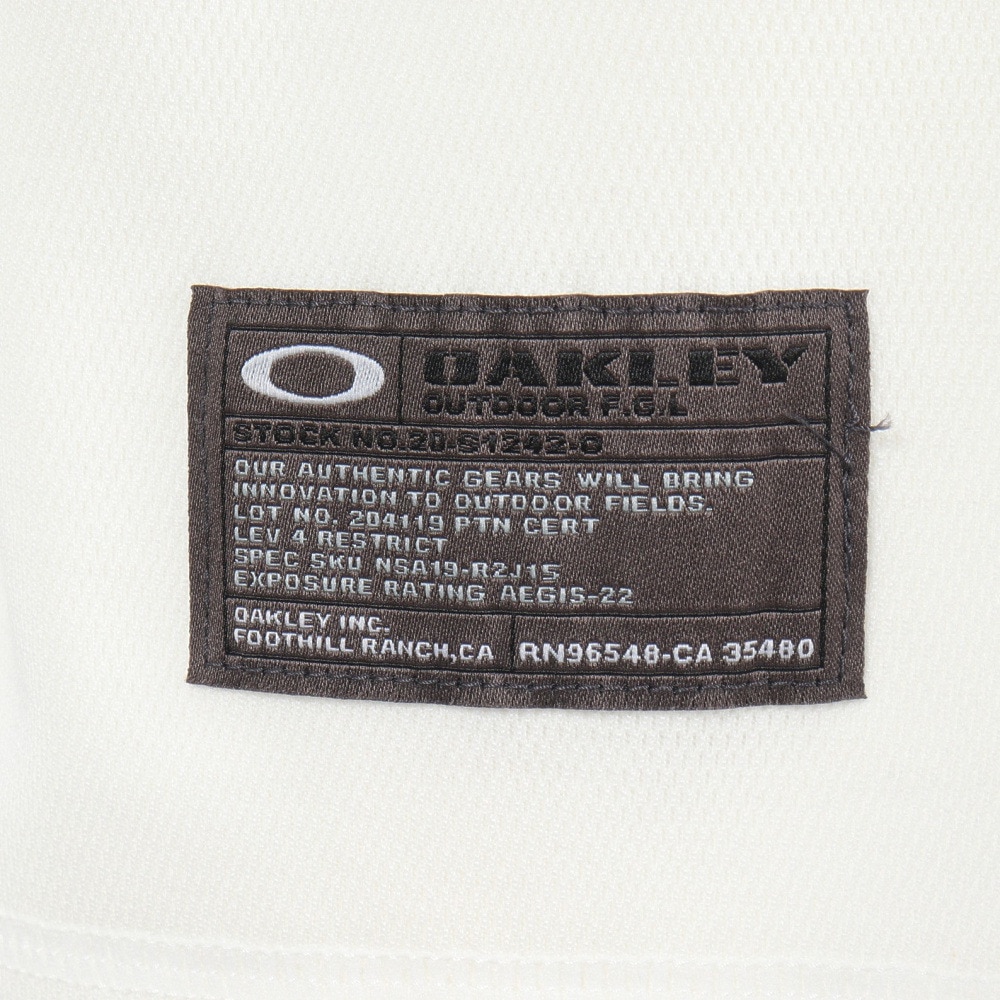 OAKLEY
OUTDOOR F.G.L
STOCK NO.20-S1242-O
OUR AUTHENTIC GEARS WILL BRING
INNOVATION TO OUTDOOR FIELDS.
LOT NO. 204119 PTN CERT
LEV 4 RESTRICT
SPEC SKU NSA19-R2J15
EXPOSURE RATING AEGIS-22
OAKLEY INC.
FOOTHILL RANCH,CA
RN96548-CA 35480